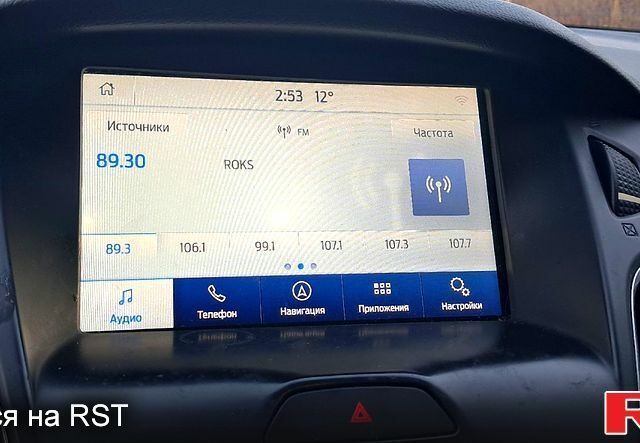 2:53 12°
Источники FM Частота
89.30 ROKS
89.3 106.1 99.1 107.1 107.3 107.7
Аудио Телефон Навигация Приложения Настройки
ся на RST
R